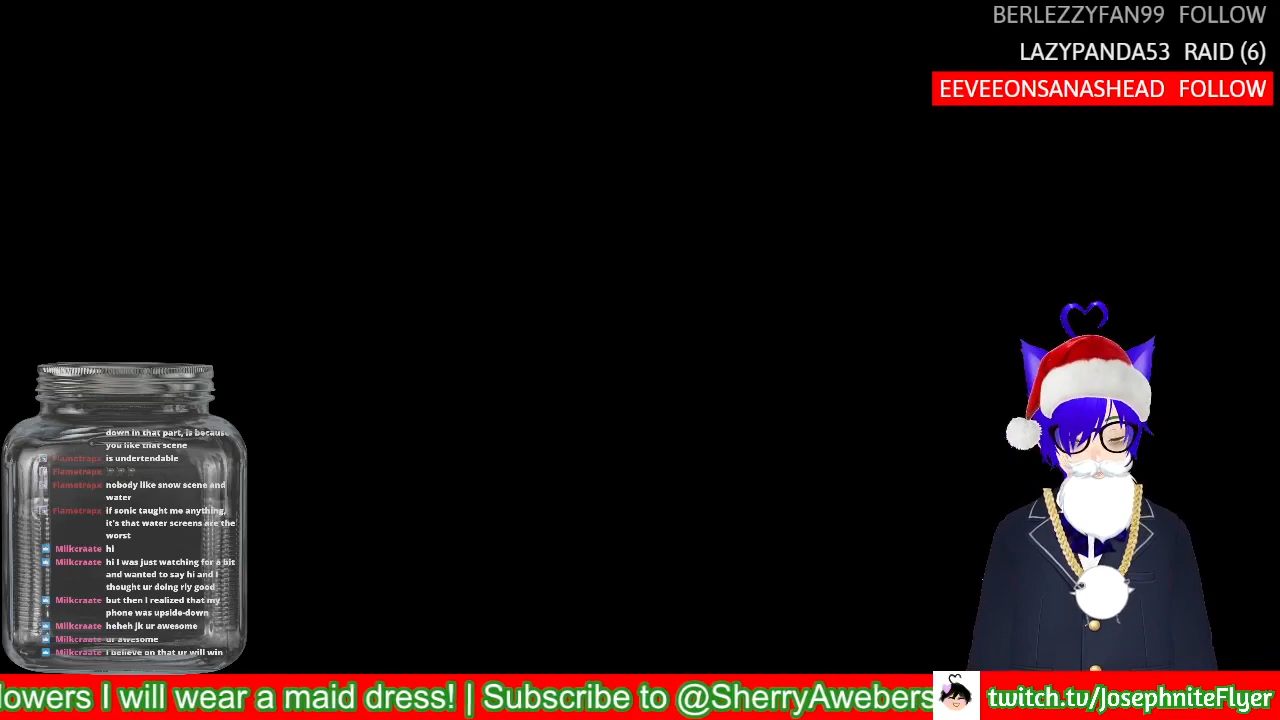 BERLEZZYFAN99 FOLLOW
LAZYPANDA53 RAID (6)
EEVEEONSANASHEAD FOLLOW
down in that part, is because
you like that scene
Flametrapx is undertendable
Flametrapx
Flametrapx nobody like snow scene and
water
Flametrapx if sonic taught me anything,
it's that water screens are the
worst
Milkcraate hi
Milkcraate hi I was just watching for a bit
and wanted to say hi and i
thought ur doing rly good
Milkcraate but then I realized that my
phone was upside-down
Milkcraate heheh jk ur awesome
Milkcraate ur awesome
Milkcraate I believe on that ur will win
lowers I will wear a maid dress! | Subscribe to @SherryAwebers
twitch.tv/JosephniteFlyer